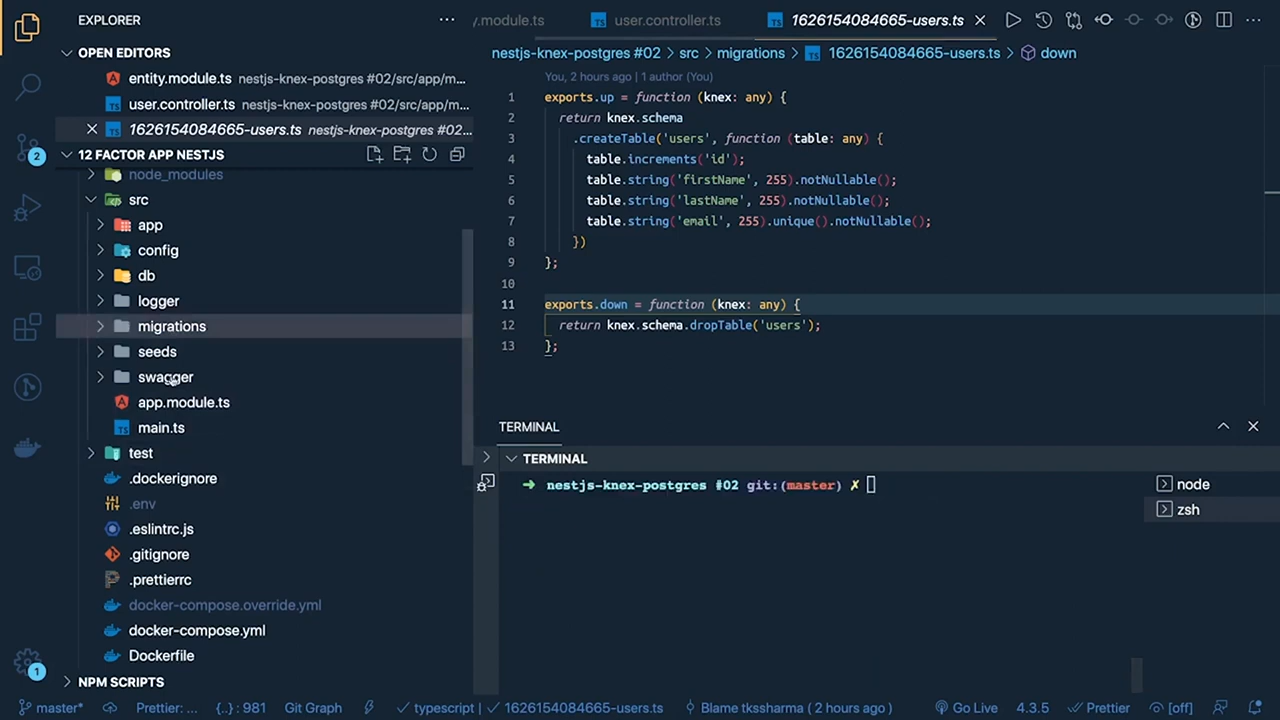 EXPLORER
OPEN EDITORS
entity.module.ts nestjs-knex-postgres #02/src/app/m...
user.controller.ts nestjs-knex-postgres #02/src/app/m...
1626154084665-users.ts nestjs-knex-postgres #02...
12 FACTOR APP NESTJS
node_modules
src
app
config
db
logger
migrations
seeds
swagger
app.module.ts
main.ts
test
.dockerignore
.env
.eslintrc.js
.gitignore
.prettierrc
docker-compose.override.yml
docker-compose.yml
Dockerfile
NPM SCRIPTS
2
1
y.module.ts user.controller.ts 1626154084665-users.ts
nestjs-knex-postgres #02 > src > migrations > 1626154084665-users.ts > down
You, 2 hours ago | 1 author (You)
1 exports.up = function (knex: any) {
2 return knex.schema
3 .createTable('users', function (table: any) {
4 table.increments('id');
5 table.string('firstName', 255).notNullable();
6 table.string('lastName', 255).notNullable();
7 table.string('email', 255).unique().notNullable();
8 })
9 };
10
11 exports.down = function (knex: any) {
12 return knex.schema.dropTable('users');
13 };
TERMINAL
TERMINAL
→ nestjs-knex-postgres #02 git:(master) ✗
node
zsh
master* Prettier: ... {..} : 981 Git Graph typescript | 1626154084665-users.ts Blame tkssharma ( 2 hours ago ) Go Live 4.3.5 Prettier [off]